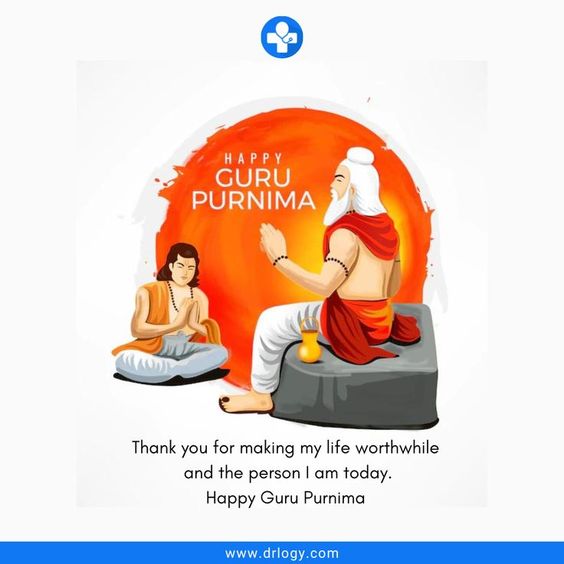 HAPPY
GURU
PURNIMA
Thank you for making my life worthwhile
and the person I am today.
Happy Guru Purnima
www.drlogy.com